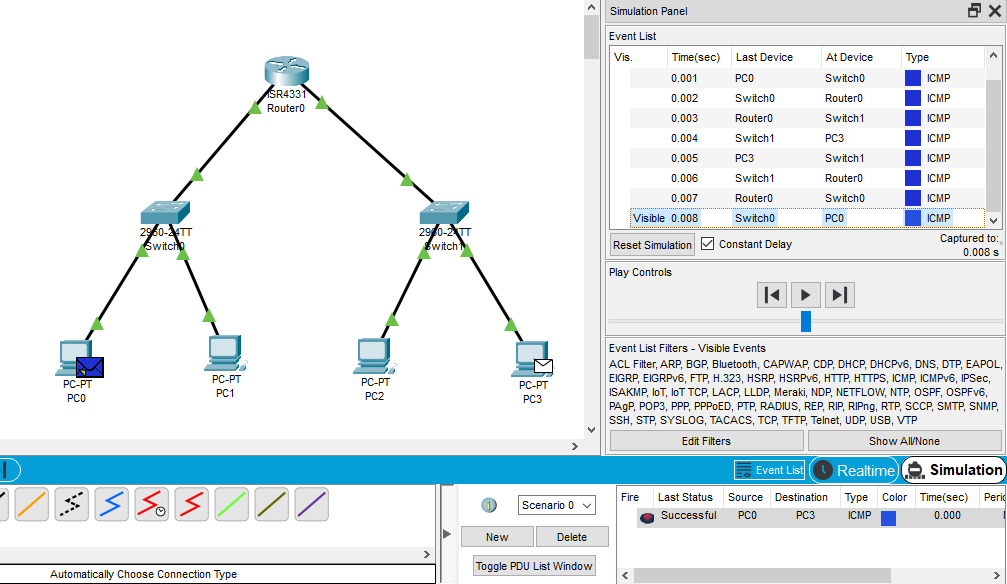 Simulation Panel
Event List
Vis. Time(sec) Last Device At Device Type
0.001 PC0 Switch0 ICMP
0.002 Switch0 Router0 ICMP
0.003 Router0 Switch1 ICMP
0.004 Switch1 PC3 ICMP
0.005 PC3 Switch1 ICMP
0.006 Switch1 Router0 ICMP
0.007 Router0 Switch0 ICMP
Visible 0.008 Switch0 PC0 ICMP
Reset Simulation Constant Delay Captured to:
0.008 s
Play Controls
Event List Filters - Visible Events
ACL Filter, ARP, BGP, Bluetooth, CAPWAP, CDP, DHCP, DHCPv6, DNS, DTP, EAPOL,
EIGRP, EIGRPv6, FTP, H.323, HSRP, HSRPv6, HTTP, HTTPS, ICMP, ICMPv6, IPSec,
ISAKMP, IoT, IoT TCP, LACP, LLDP, Meraki, NDP, NETFLOW, NTP, OSPF, OSPFv6,
PAgP, POP3, PPP, PPPoED, PTP, RADIUS, REP, RIP, RIPng, RTP, SCCP, SMTP, SNMP,
SSH, STP, SYSLOG, TACACS, TCP, TFTP, Telnet, UDP, USB, VTP
Edit Filters Show All/None
ISR4331
Router0
2960-24TT
Switch0
2960-24TT
Switch1
PC-PT
PC0
PC-PT
PC1
PC-PT
PC2
PC-PT
PC3
Event List Realtime Simulation
Scenario 0
New Delete
Toggle PDU List Window
Fire Last Status Source Destination Type Color Time(sec) Perio
Successful PC0 PC3 ICMP 0.000
Automatically Choose Connection Type